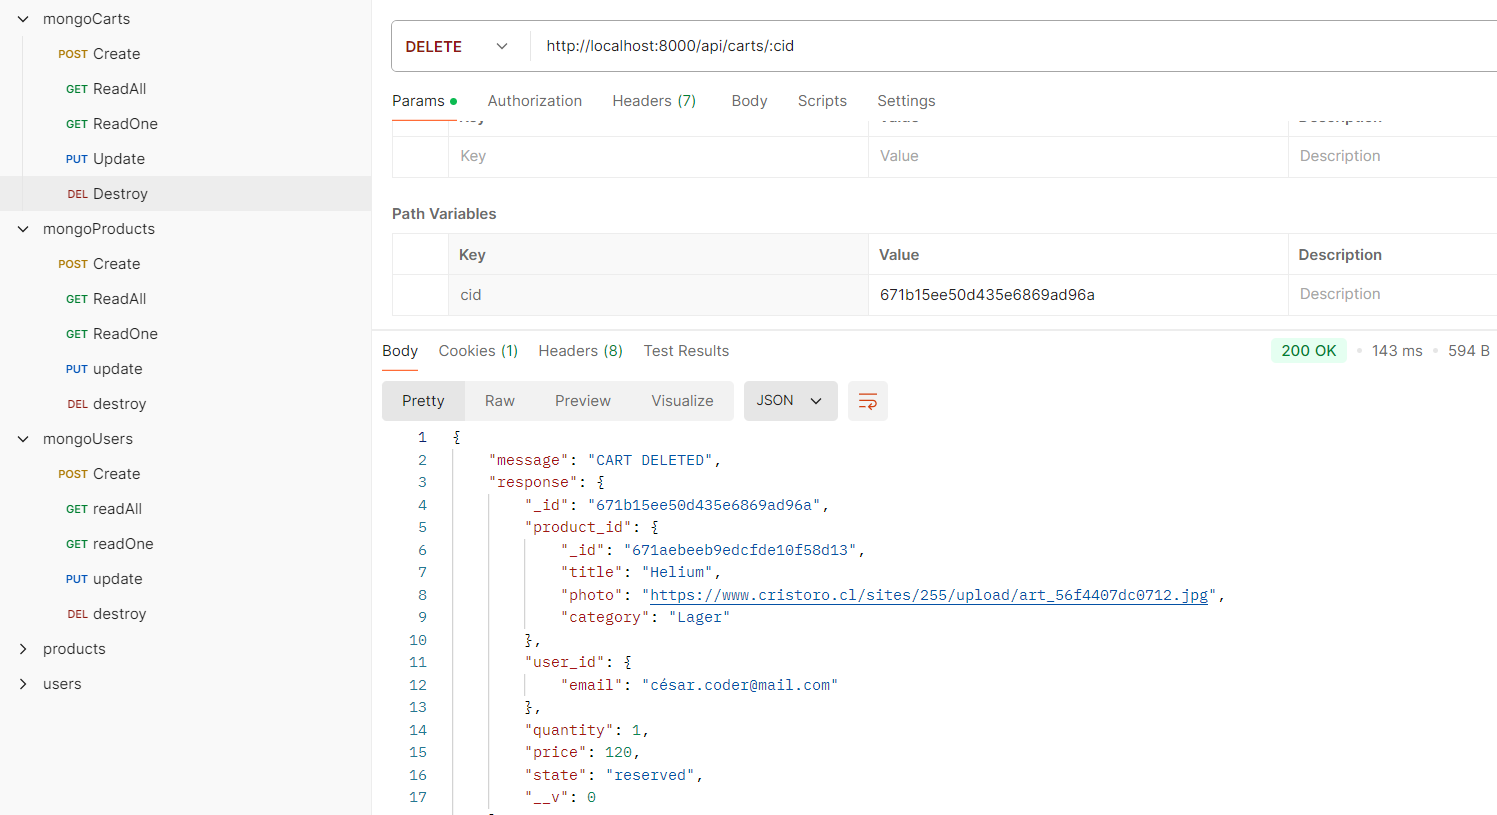 mongoCarts
POST Create
GET ReadAll
GET ReadOne
PUT Update
DEL Destroy
mongoProducts
POST Create
GET ReadAll
GET ReadOne
PUT update
DEL destroy
mongoUsers
POST Create
GET readAll
GET readOne
PUT update
DEL destroy
products
users
DELETE http://localhost:8000/api/carts/:cid
Params Authorization Headers (7) Body Scripts Settings
Key Value Description
Key Value Description
Path Variables
Key Value Description
cid 671b15ee50d435e6869ad96a Description
Body Cookies (1) Headers (8) Test Results 200 OK 143 ms 594 B
Pretty Raw Preview Visualize JSON
1 {
2 "message": "CART DELETED",
3 "response": {
4 "_id": "671b15ee50d435e6869ad96a",
5 "product_id": {
6 "_id": "671aebeeb9edcfde10f58d13",
7 "title": "Helium",
8 "photo": "https://www.cristoro.cl/sites/255/upload/art_56f4407dc0712.jpg",
9 "category": "Lager"
10 },
11 "user_id": {
12 "email": "césar.coder@mail.com"
13 },
14 "quantity": 1,
15 "price": 120,
16 "state": "reserved",
17 "__v": 0